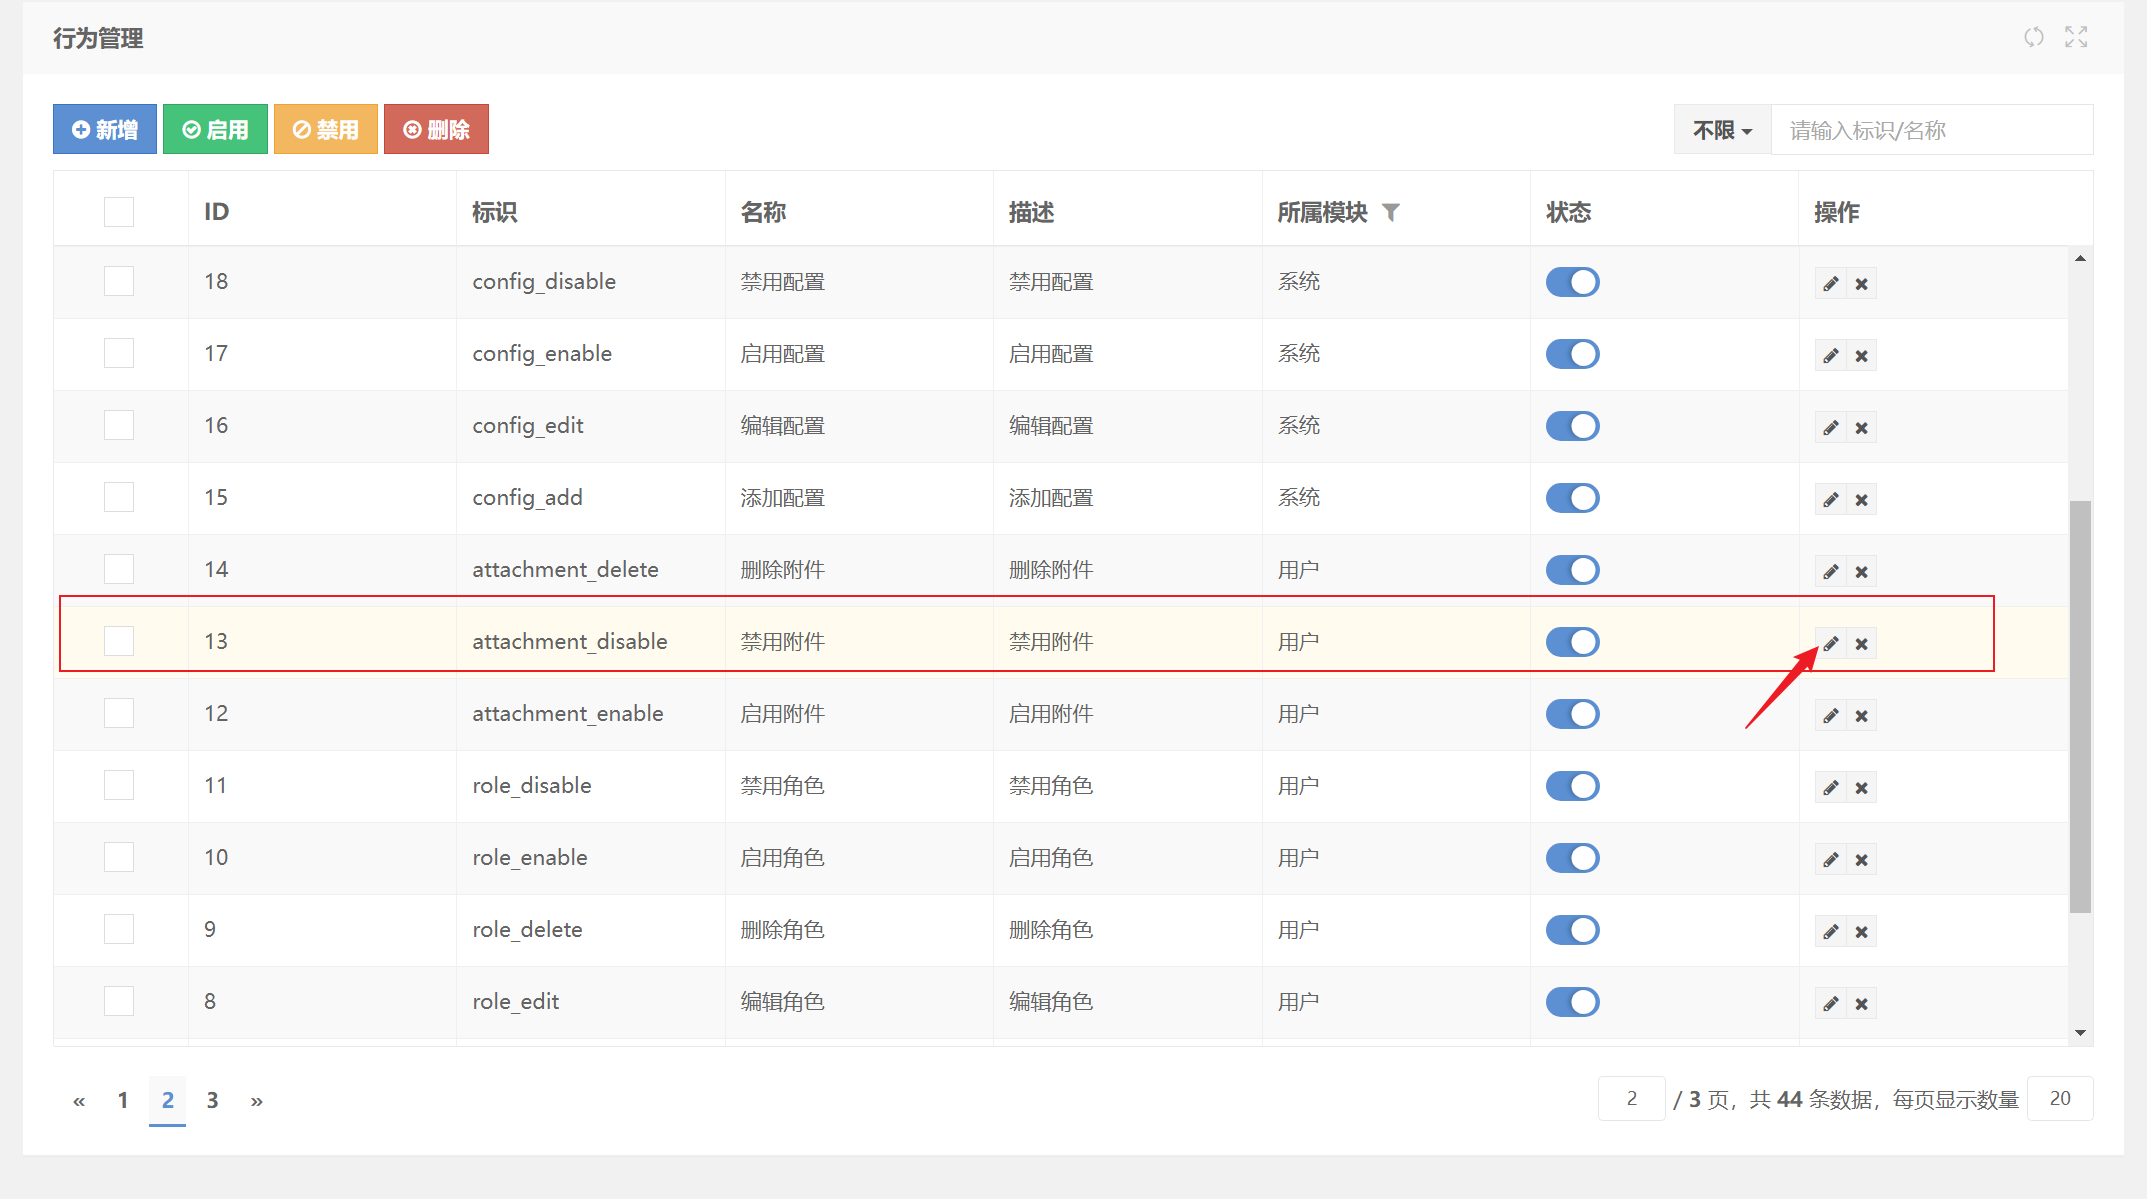 行为管理
新增 启用 禁用 删除 不限 请输入标识/名称
ID 标识 名称 描述 所属模块 状态 操作
18 config_disable 禁用配置 禁用配置 系统
17 config_enable 启用配置 启用配置 系统
16 config_edit 编辑配置 编辑配置 系统
15 config_add 添加配置 添加配置 系统
14 attachment_delete 删除附件 删除附件 用户
13 attachment_disable 禁用附件 禁用附件 用户
12 attachment_enable 启用附件 启用附件 用户
11 role_disable 禁用角色 禁用角色 用户
10 role_enable 启用角色 启用角色 用户
9 role_delete 删除角色 删除角色 用户
8 role_edit 编辑角色 编辑角色 用户
« 1 2 3 » 2 / 3 页，共 44 条数据，每页显示数量 20